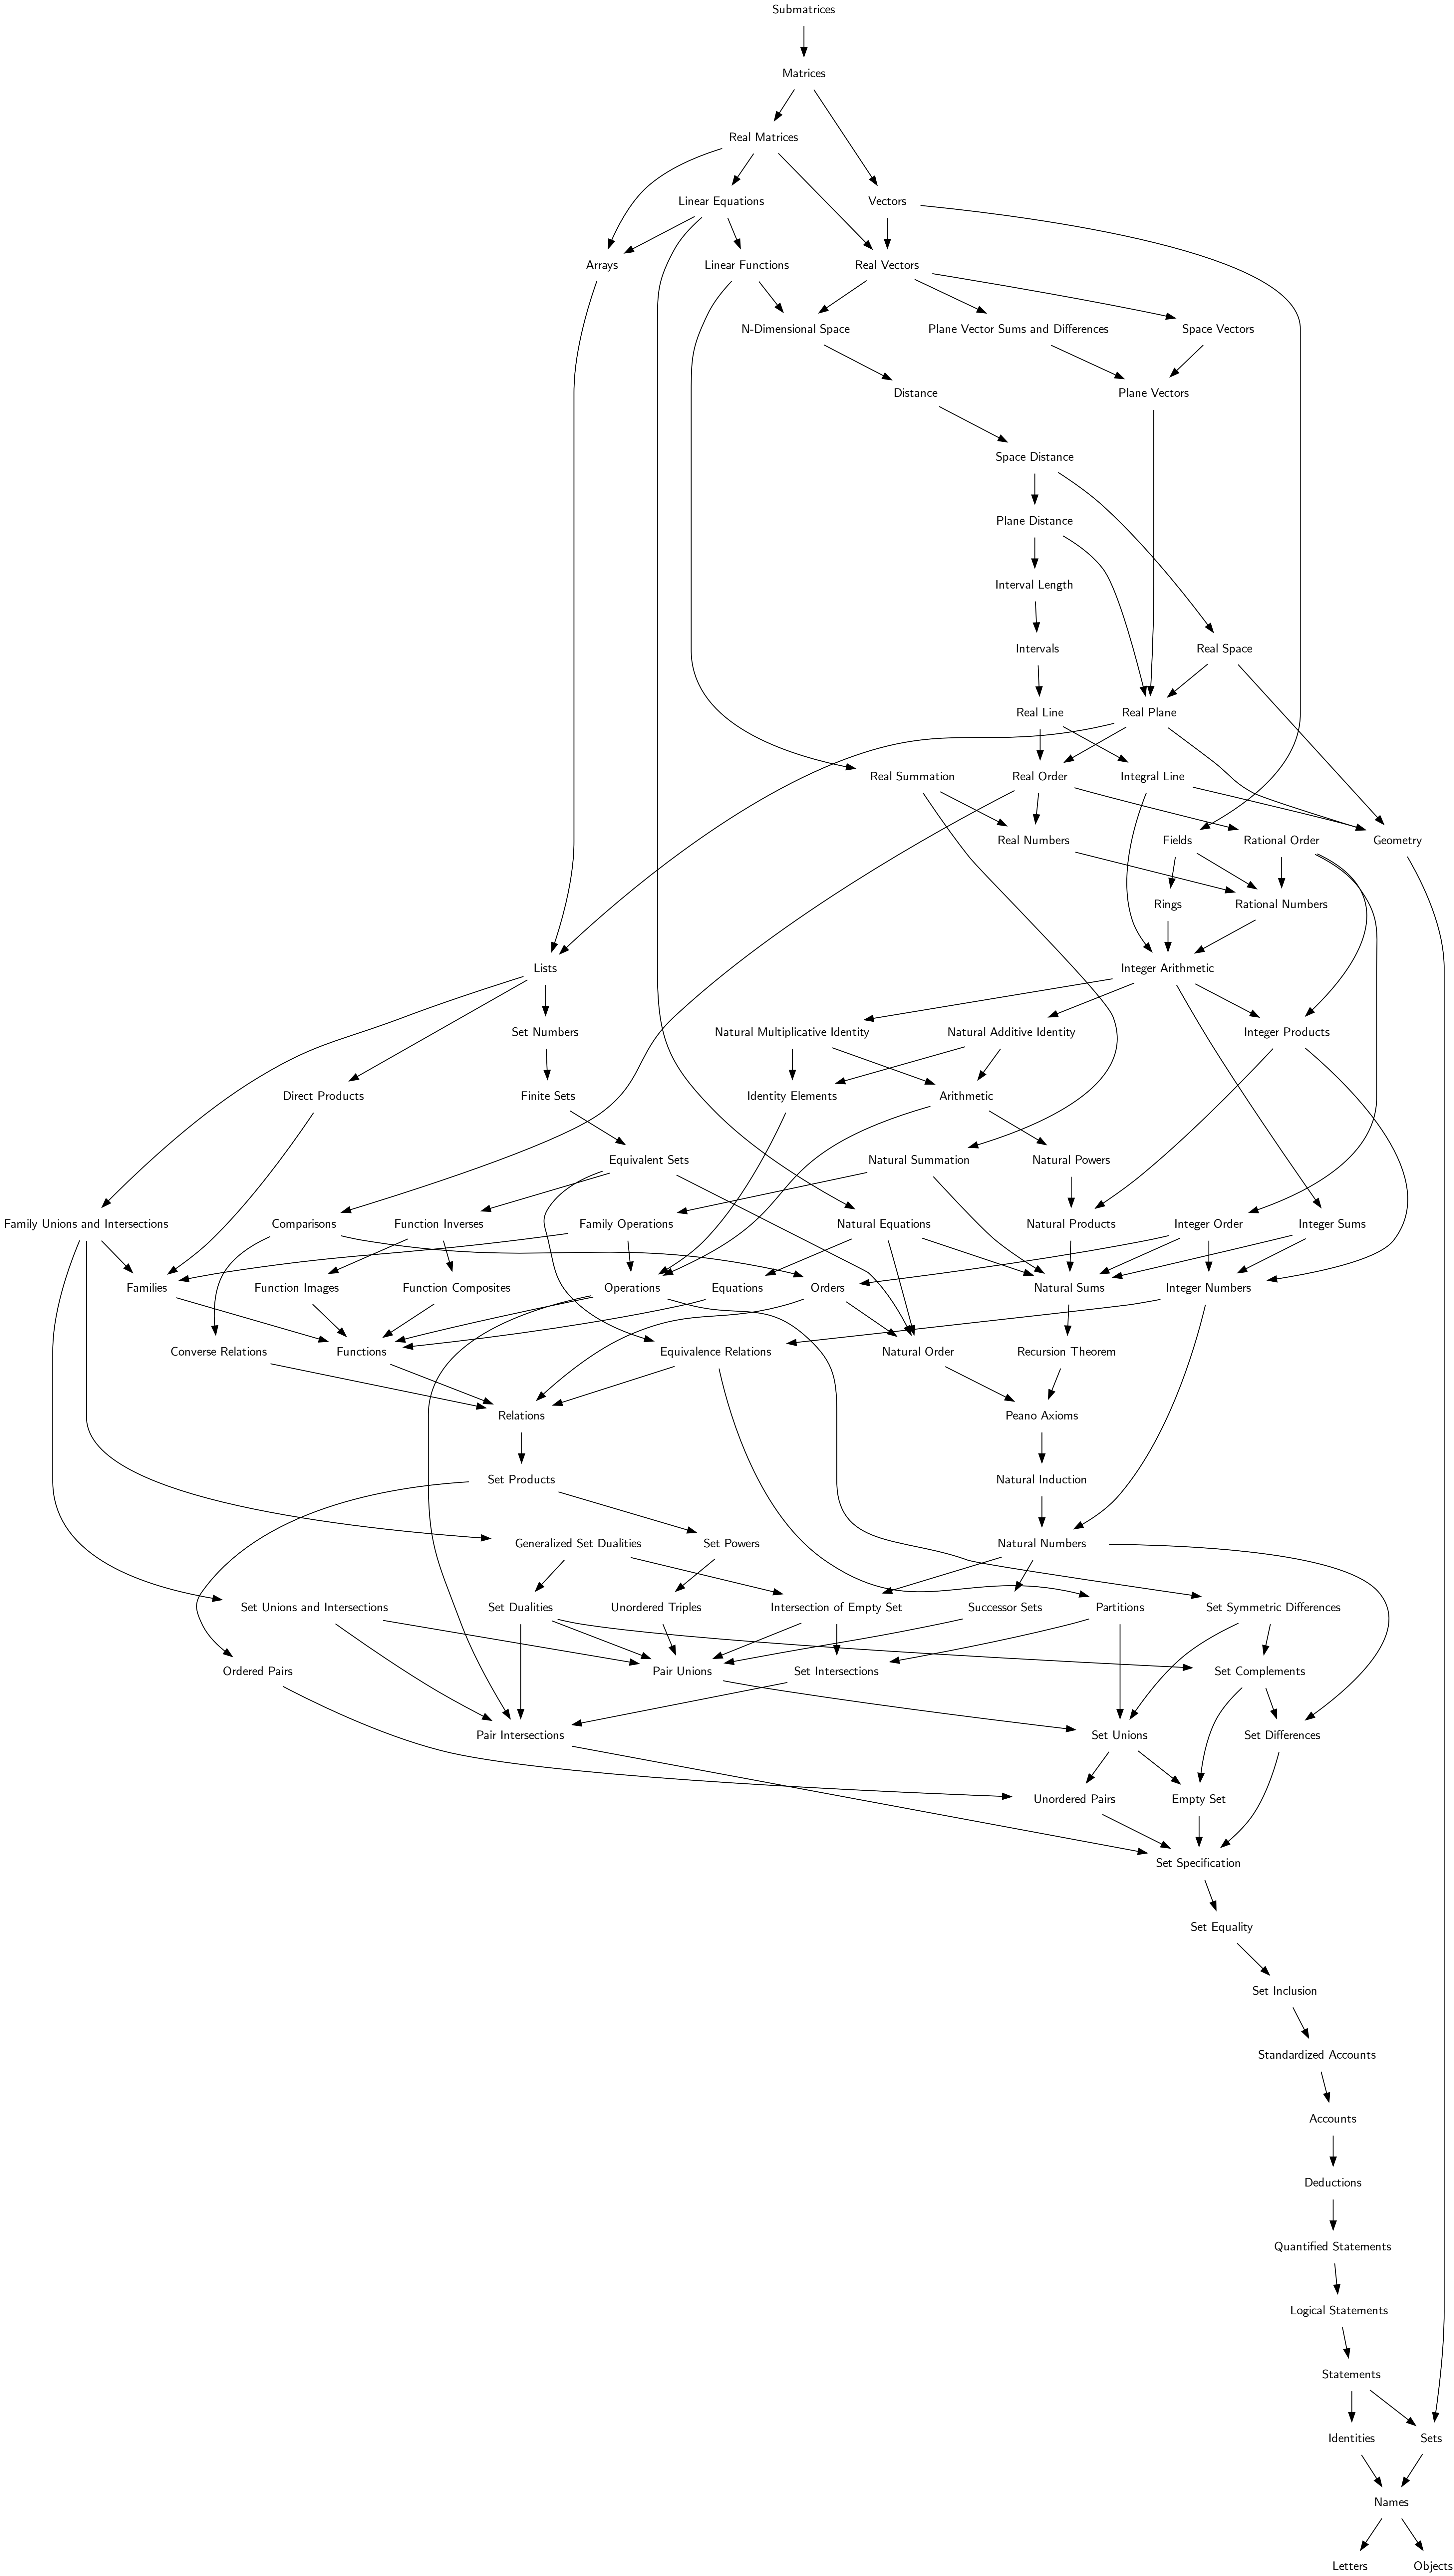 Submatrices
Matrices
Real Matrices
Linear Equations
Vectors
Arrays
Linear Functions
Real Vectors
N-Dimensional Space
Plane Vector Sums and Differences
Space Vectors
Distance
Plane Vectors
Space Distance
Plane Distance
Interval Length
Intervals
Real Space
Real Line
Real Plane
Real Summation
Real Order
Integral Line
Real Numbers
Fields
Rational Order
Geometry
Rings
Rational Numbers
Lists
Integer Arithmetic
Set Numbers
Natural Multiplicative Identity
Natural Additive Identity
Integer Products
Direct Products
Finite Sets
Identity Elements
Arithmetic
Equivalent Sets
Natural Summation
Natural Powers
Family Unions and Intersections
Comparisons
Function Inverses
Family Operations
Natural Equations
Natural Products
Integer Order
Integer Sums
Families
Function Images
Function Composites
Operations
Equations
Orders
Natural Sums
Integer Numbers
Converse Relations
Functions
Equivalence Relations
Natural Order
Recursion Theorem
Relations
Peano Axioms
Set Products
Natural Induction
Generalized Set Dualities
Set Powers
Natural Numbers
Set Unions and Intersections
Set Dualities
Unordered Triples
Intersection of Empty Set
Successor Sets
Partitions
Set Symmetric Differences
Ordered Pairs
Pair Unions
Set Intersections
Set Complements
Pair Intersections
Set Unions
Set Differences
Unordered Pairs
Empty Set
Set Specification
Set Equality
Set Inclusion
Standardized Accounts
Accounts
Deductions
Quantified Statements
Logical Statements
Statements
Identities
Sets
Names
Letters
Objects